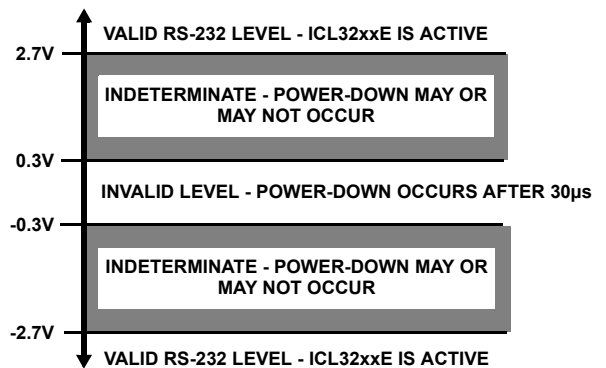 VALID RS-232 LEVEL - ICL32xxE IS ACTIVE
2.7V
INDETERMINATE - POWER-DOWN MAY OR
MAY NOT OCCUR
0.3V
INVALID LEVEL - POWER-DOWN OCCURS AFTER 30µs
-0.3V
INDETERMINATE - POWER-DOWN MAY OR
MAY NOT OCCUR
-2.7V
VALID RS-232 LEVEL - ICL32xxE IS ACTIVE